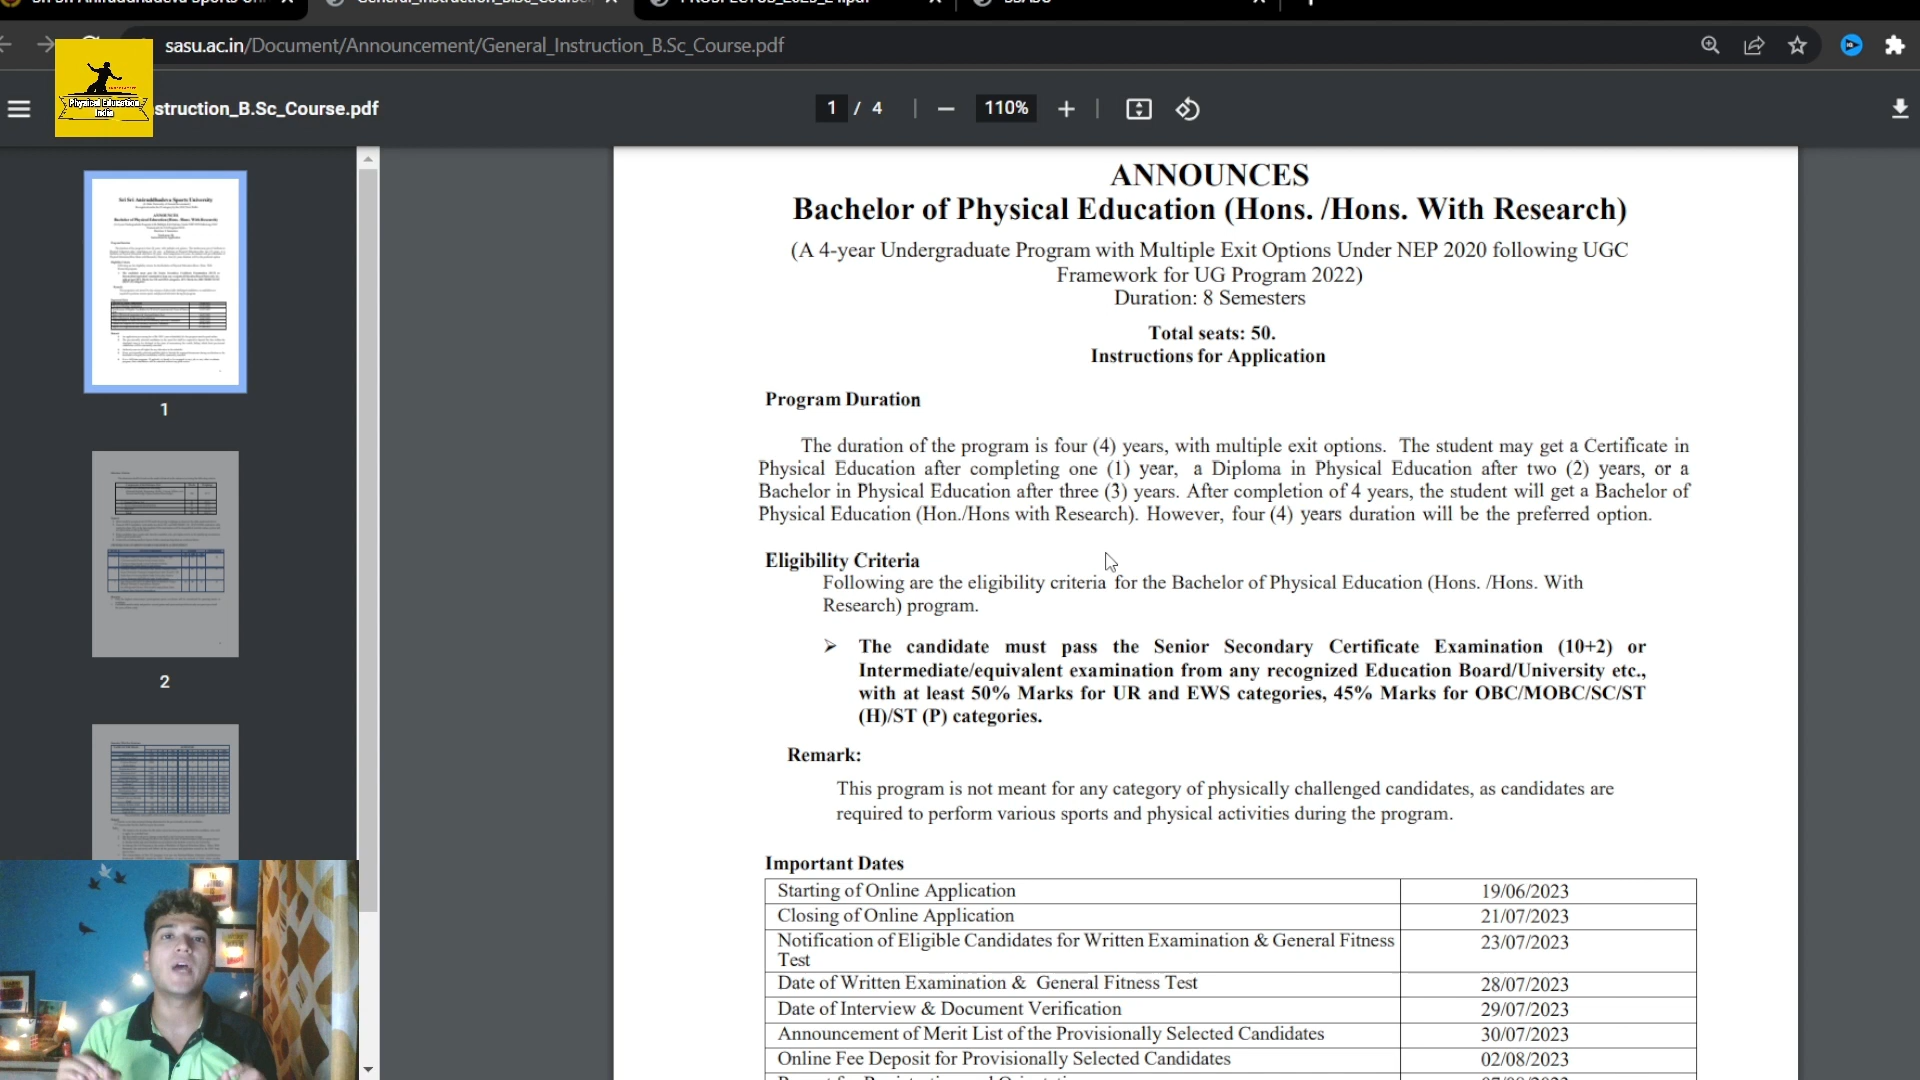 sasu.ac.in/Document/Announcement/General_Instruction_B.Sc_Course.pdf
Physical Education
India
struction_B.Sc_Course.pdf
1 / 4
110%
ANNOUNCES
Bachelor of Physical Education (Hons. /Hons. With Research)
(A 4-year Undergraduate Program with Multiple Exit Options Under NEP 2020 following UGC
Framework for UG Program 2022)
Duration: 8 Semesters
Total seats: 50.
Instructions for Application
Program Duration
The duration of the program is four (4) years, with multiple exit options. The student may get a Certificate in
Physical Education after completing one (1) year, a Diploma in Physical Education after two (2) years, or a
Bachelor in Physical Education after three (3) years. After completion of 4 years, the student will get a Bachelor of
Physical Education (Hon./Hons with Research). However, four (4) years duration will be the preferred option.
Eligibility Criteria
Following are the eligibility criteria for the Bachelor of Physical Education (Hons. /Hons. With
Research) program.
➢ The candidate must pass the Senior Secondary Certificate Examination (10+2) or
Intermediate/equivalent examination from any recognized Education Board/University etc.,
with at least 50% Marks for UR and EWS categories, 45% Marks for OBC/MOBC/SC/ST
(H)/ST (P) categories.
Remark:
This program is not meant for any category of physically challenged candidates, as candidates are
required to perform various sports and physical activities during the program.
Important Dates
Starting of Online Application 19/06/2023
Closing of Online Application 21/07/2023
Notification of Eligible Candidates for Written Examination & General Fitness
Test 23/07/2023
Date of Written Examination & General Fitness Test 28/07/2023
Date of Interview & Document Verification 29/07/2023
Announcement of Merit List of the Provisionally Selected Candidates 30/07/2023
Online Fee Deposit for Provisionally Selected Candidates 02/08/2023
Sri Sri Aniruddhadeva Sports University
ANNOUNCES
1
2